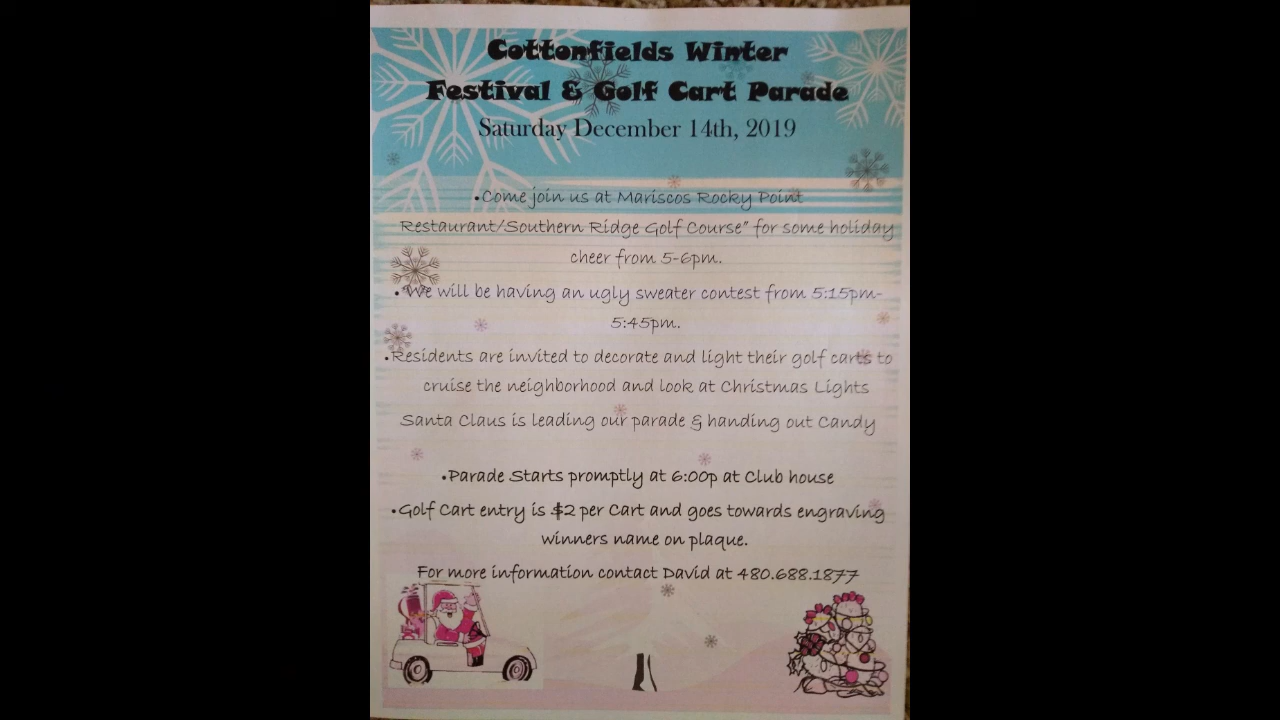 Cottonfields Winter
Festival & Golf Cart Parade
Saturday December 14th, 2019
•Come join us at Mariscos Rocky Point
Restaurant/Southern Ridge Golf Course" for some holiday
cheer from 5-6pm.
• We will be having an ugly sweater contest from 5:15pm-
5:45pm.
•Residents are invited to decorate and light their golf carts to
cruise the neighborhood and look at Christmas Lights
Santa Claus is leading our parade & handing out Candy
•Parade Starts promptly at 6:00p at Club house
•Golf Cart entry is $2 per Cart and goes towards engraving
winners name on plaque.
For more information contact David at 480.688.1877